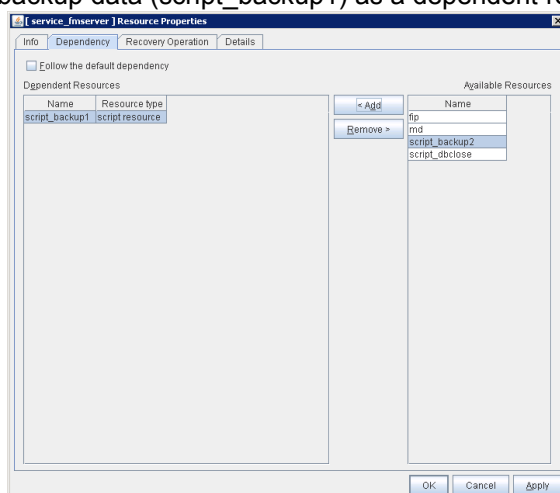 backup data (script_backup1) as a dependent re
[ service_fmserver ] Resource Properties
Info Dependency Recovery Operation Details
Follow the default dependency
Dependent Resources Available Resources
Name Resource type < Add Name
script_backup1 script resource fip
Remove > md
script_backup2
script_dbclose
OK Cancel Apply